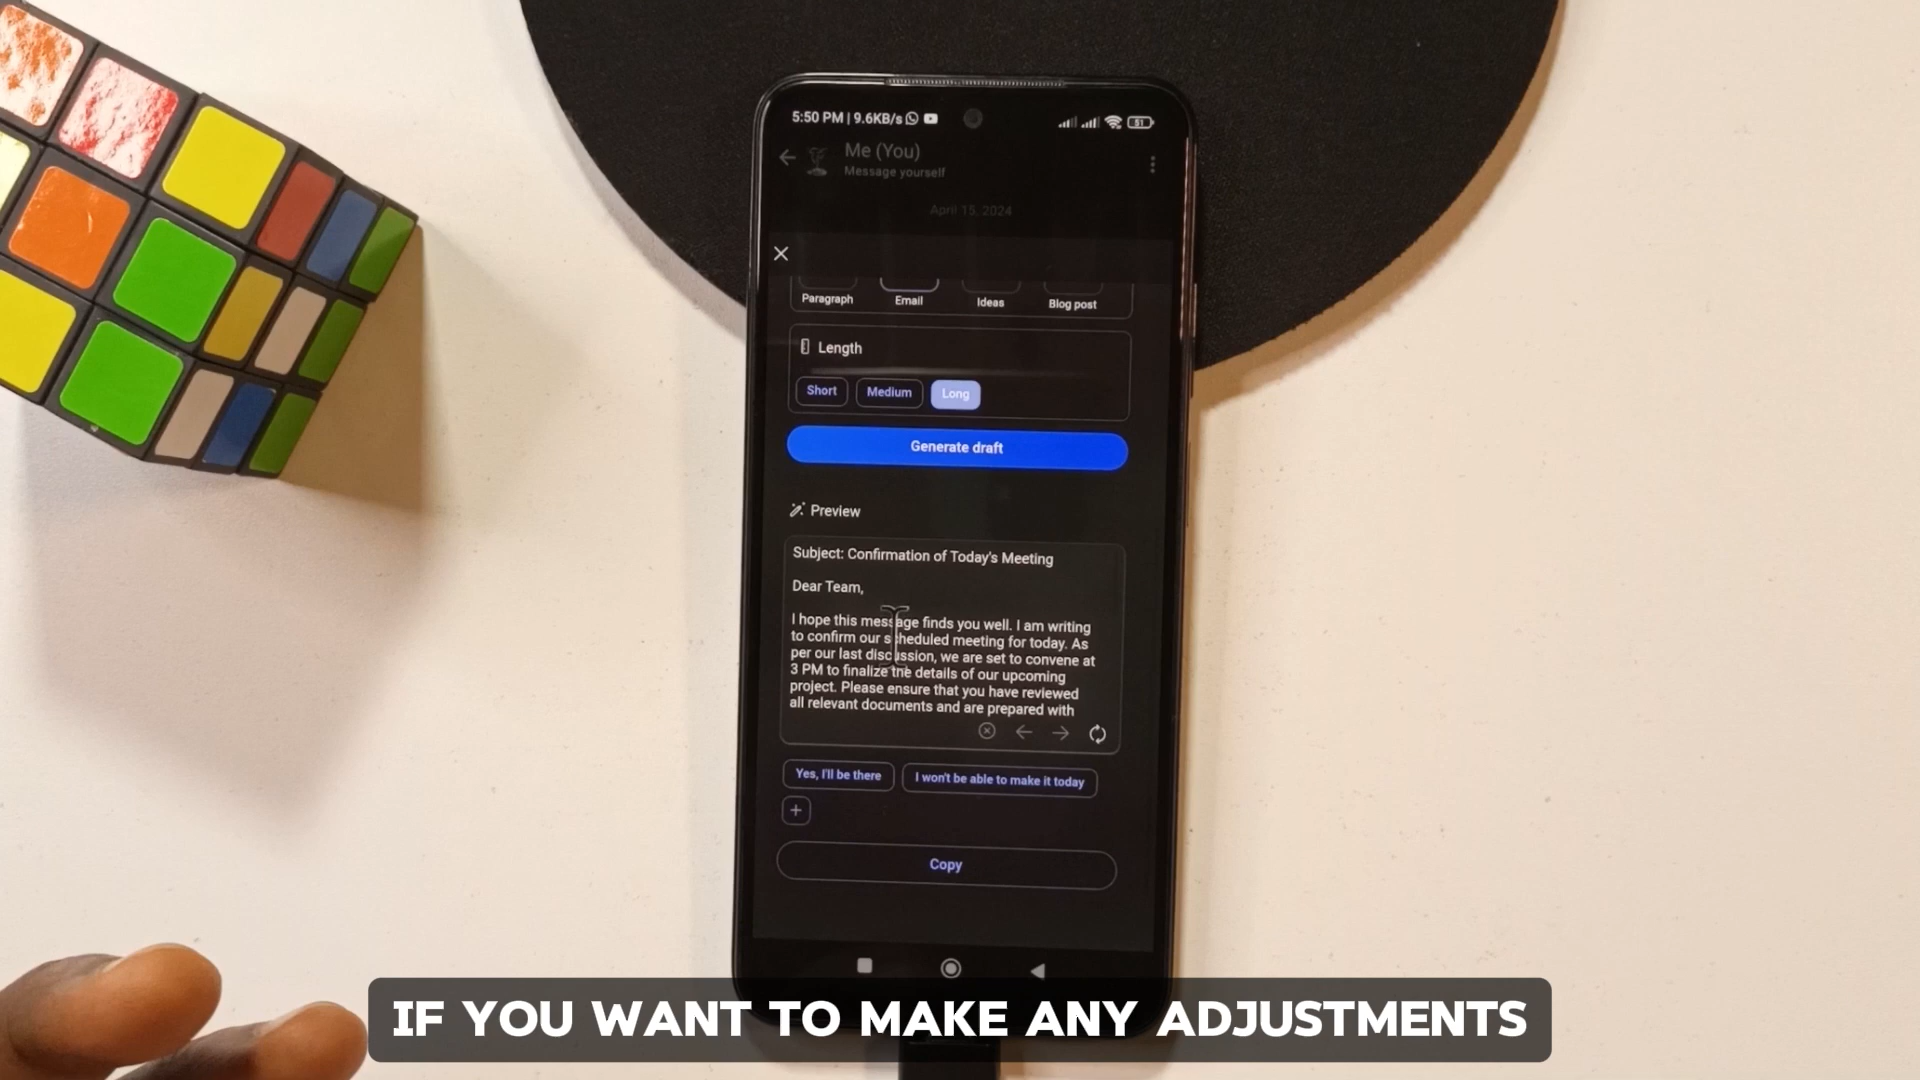 5:50 PM | 9.6KB/s 51
Me (You)
Message yourself
April 15, 2024
Paragraph Email Ideas Blog post
Length
Short Medium Long
Generate draft
Preview
Subject: Confirmation of Today's Meeting
Dear Team,
I hope this message finds you well. I am writing
to confirm our scheduled meeting for today. As
per our last discussion, we are set to convene at
3 PM to finalize the details of our upcoming
project. Please ensure that you have reviewed
all relevant documents and are prepared with
Yes, I'll be there I won't be able to make it today
Copy
IF YOU WANT TO MAKE ANY ADJUSTMENTS